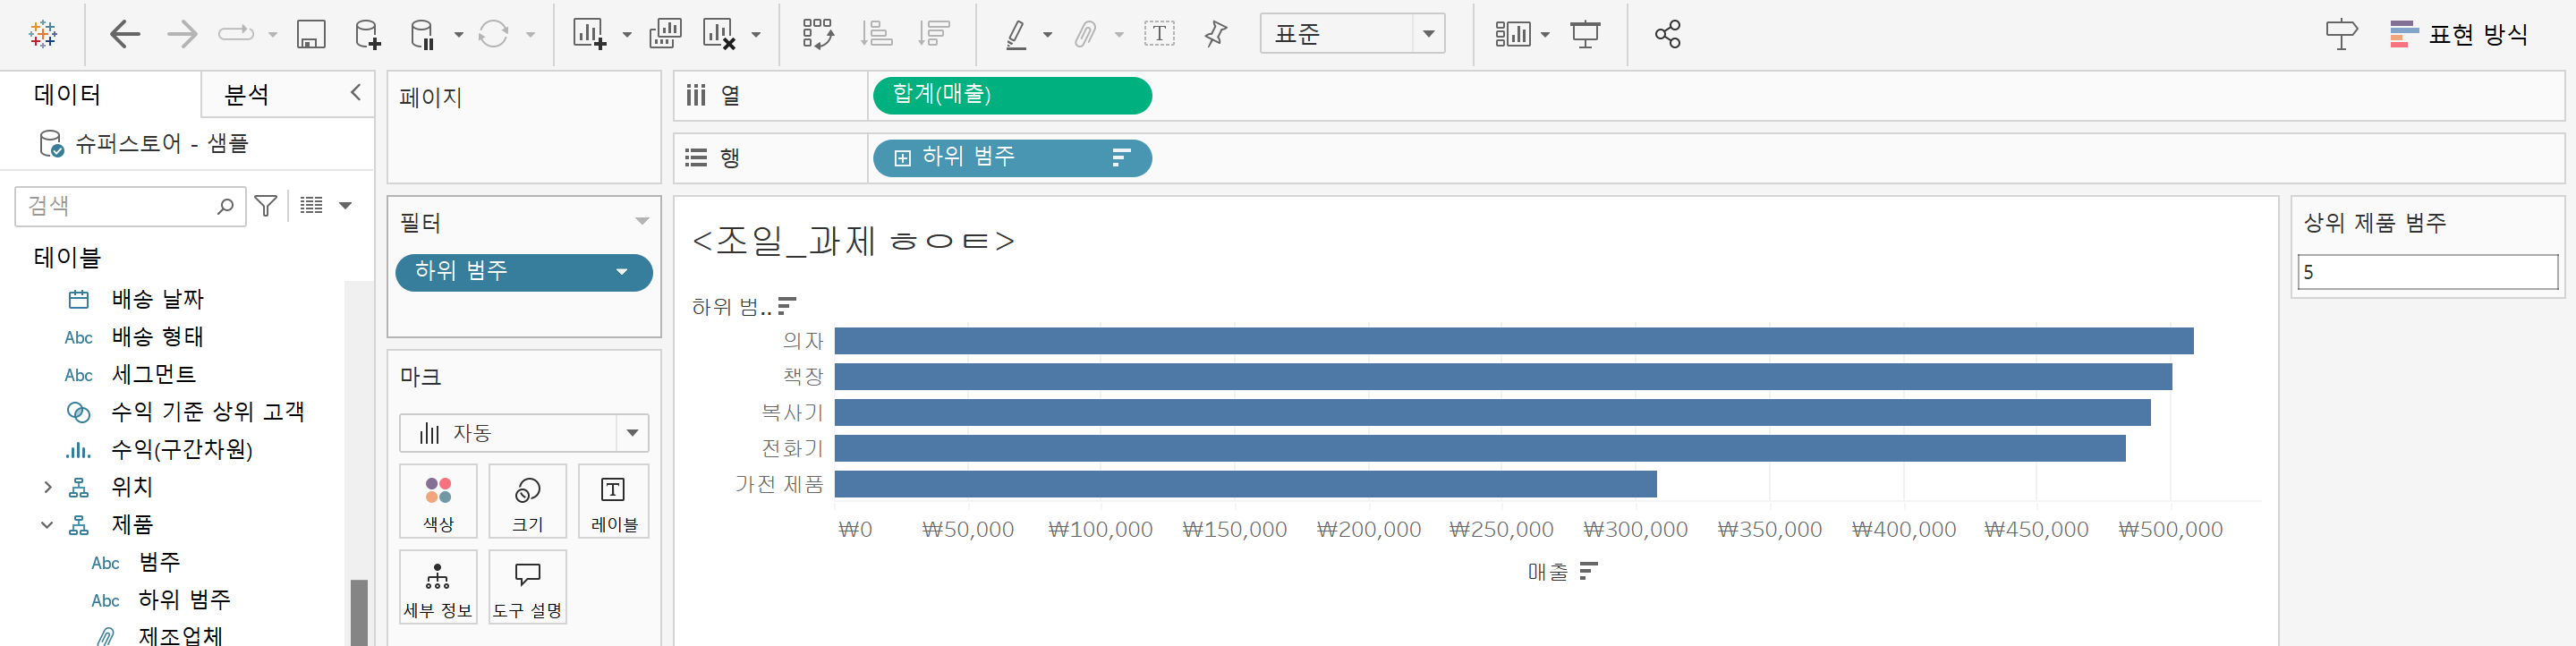 표준
표현 방식
데이터
분석
슈퍼스토어 - 샘플
검색
테이블
배송 날짜
Abc 배송 형태
Abc 세그먼트
수익 기준 상위 고객
수익(구간차원)
위치
제품
Abc 범주
Abc 하위 범주
제조업체
페이지
필터
하위 범주
마크
자동
색상
크기
레이블
세부 정보
도구 설명
열
합계(매출)
행
하위 범주
<조일_과제 ㅎㅇㅌ>
하위 범..
의자
책장
복사기
전화기
가전 제품
₩0 ₩50,000 ₩100,000 ₩150,000 ₩200,000 ₩250,000 ₩300,000 ₩350,000 ₩400,000 ₩450,000 ₩500,000
매출
상위 제품 범주
5